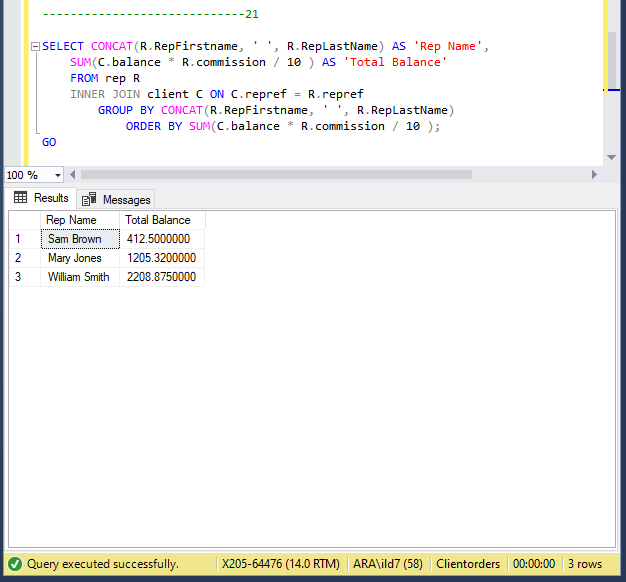 -----------------------------21
SELECT CONCAT(R.RepFirstname, ' ', R.RepLastName) AS 'Rep Name',
SUM(C.balance * R.commission / 10 ) AS 'Total Balance'
FROM rep R
INNER JOIN client C ON C.repref = R.repref
GROUP BY CONCAT(R.RepFirstname, ' ', R.RepLastName)
ORDER BY SUM(C.balance * R.commission / 10 );
GO
100 %
Results Messages
Rep Name Total Balance
1 Sam Brown 412.5000000
2 Mary Jones 1205.3200000
3 William Smith 2208.8750000
Query executed successfully. X205-64476 (14.0 RTM) ARA\ild7 (58) Clientorders 00:00:00 3 rows